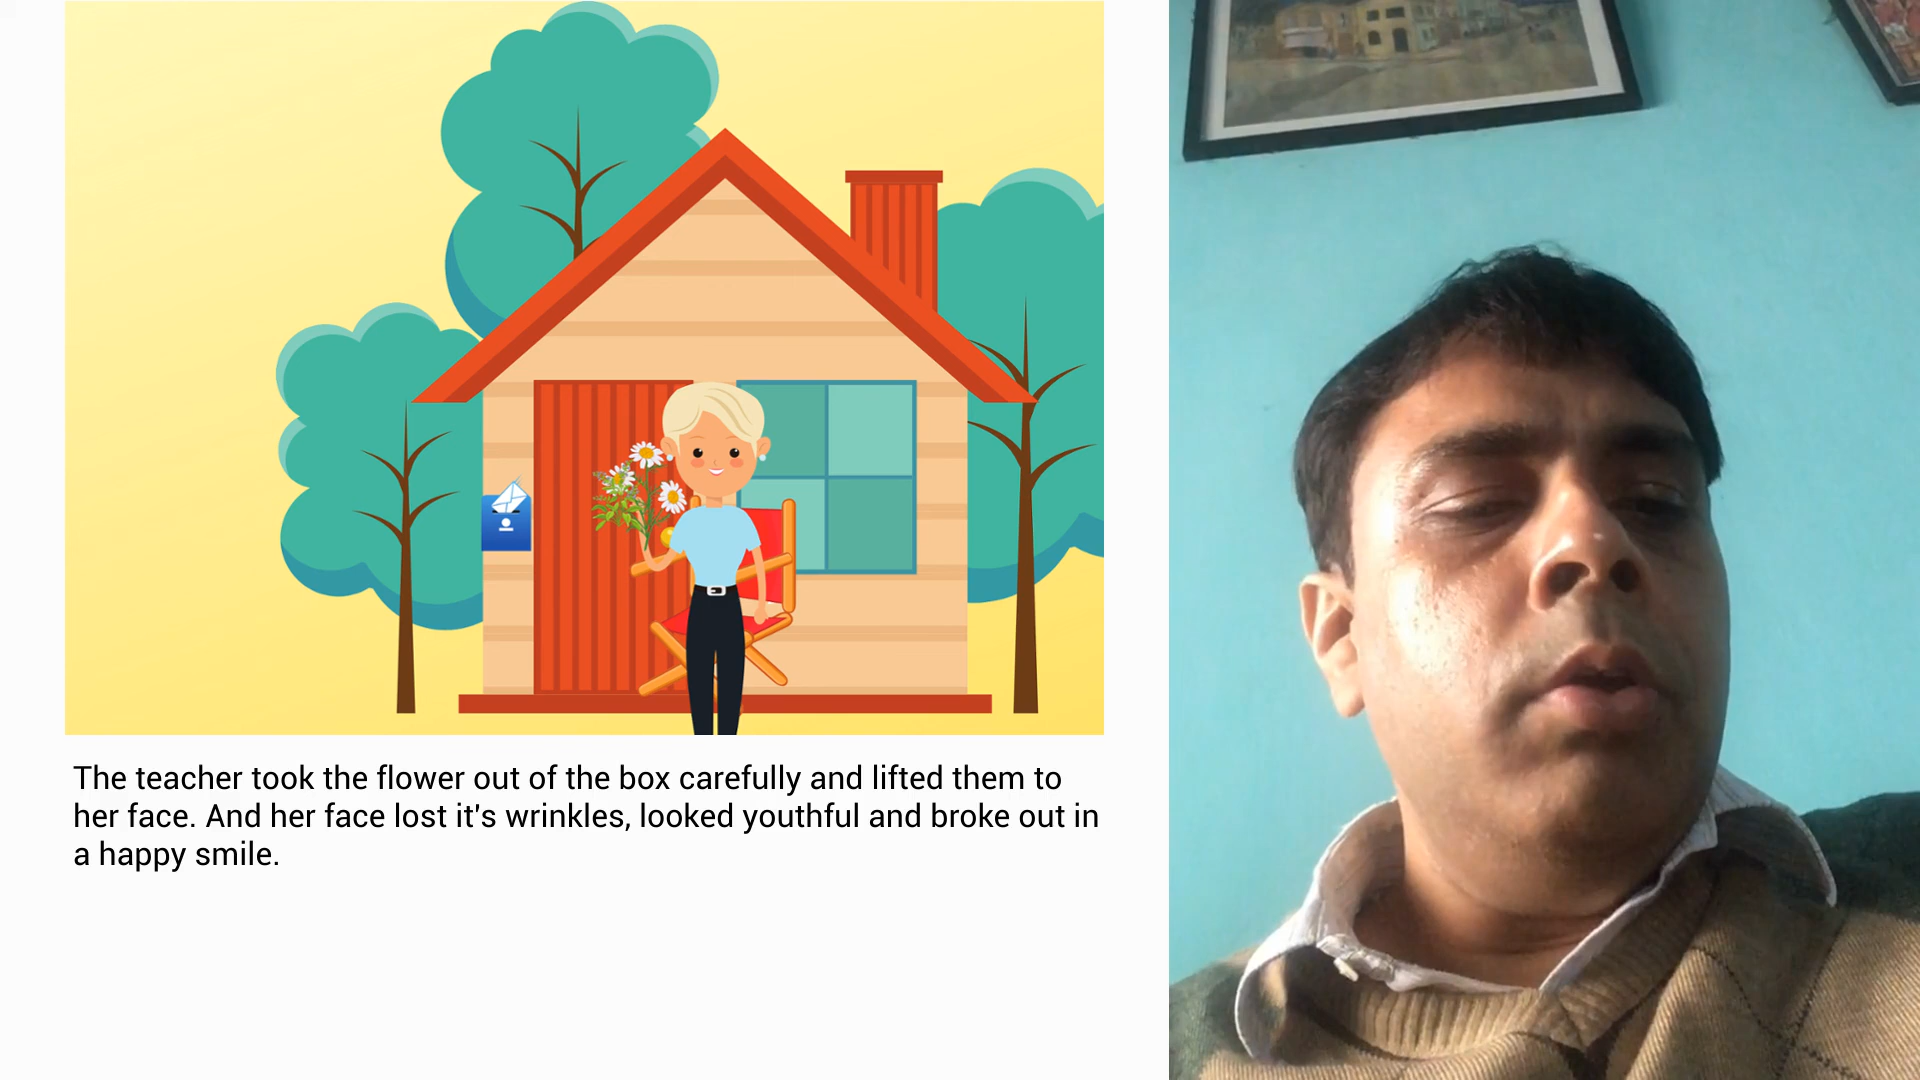 The teacher took the flower out of the box carefully and lifted them to
her face. And her face lost it's wrinkles, looked youthful and broke out in
a happy smile.